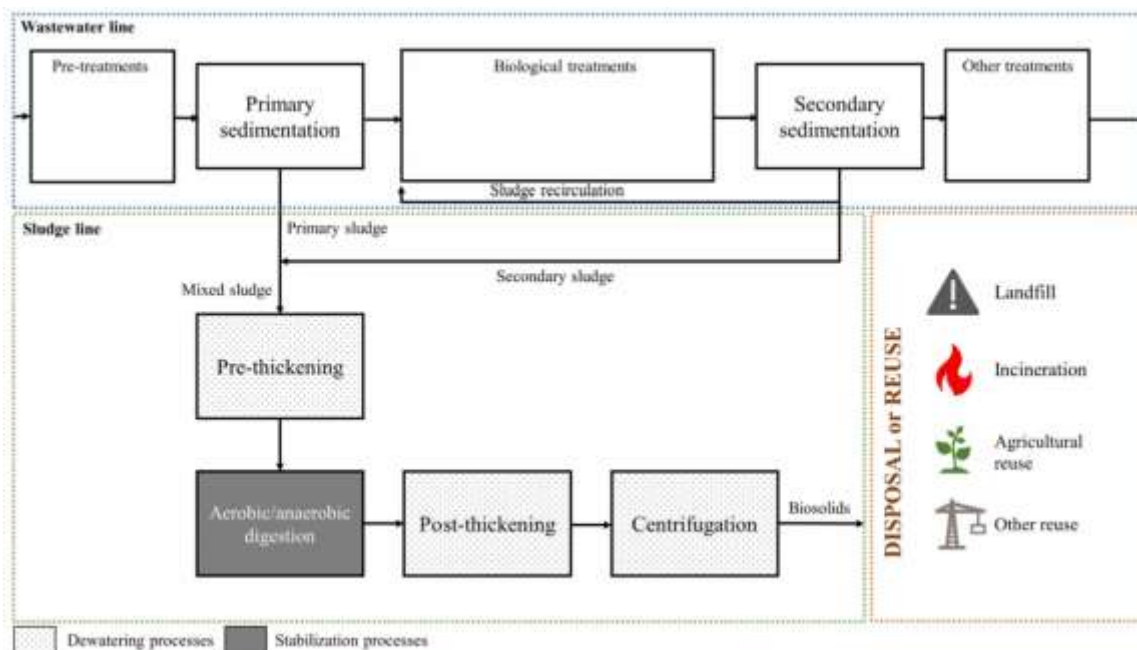 Wastewater line
Pre-treatments
Primary
sedimentation
Biological treatments
Secondary
sedimentation
Other treatments
Sludge recirculation
Sludge line
Primary sludge
Secondary sludge
Mixed sludge
Pre-thickening
Aerobic/anaerobic
digestion
Post-thickening
Centrifugation
Biosolids
DISPOSAL or REUSE
Landfill
Incineration
Agricultural
reuse
Other reuse
Dewatering processes
Stabilization processes